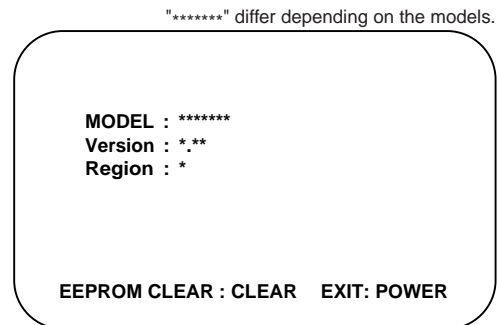 "*******" differ depending on the models.
MODEL : *******
Version : *.**
Region : *
EEPROM CLEAR : CLEAR EXIT: POWER